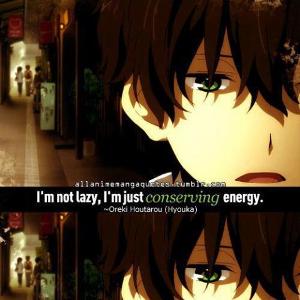 allanimemangaquotes.tumblr.com
I'm not lazy, I'm just conserving energy.
~Oreki Houtarou (Hyouka)